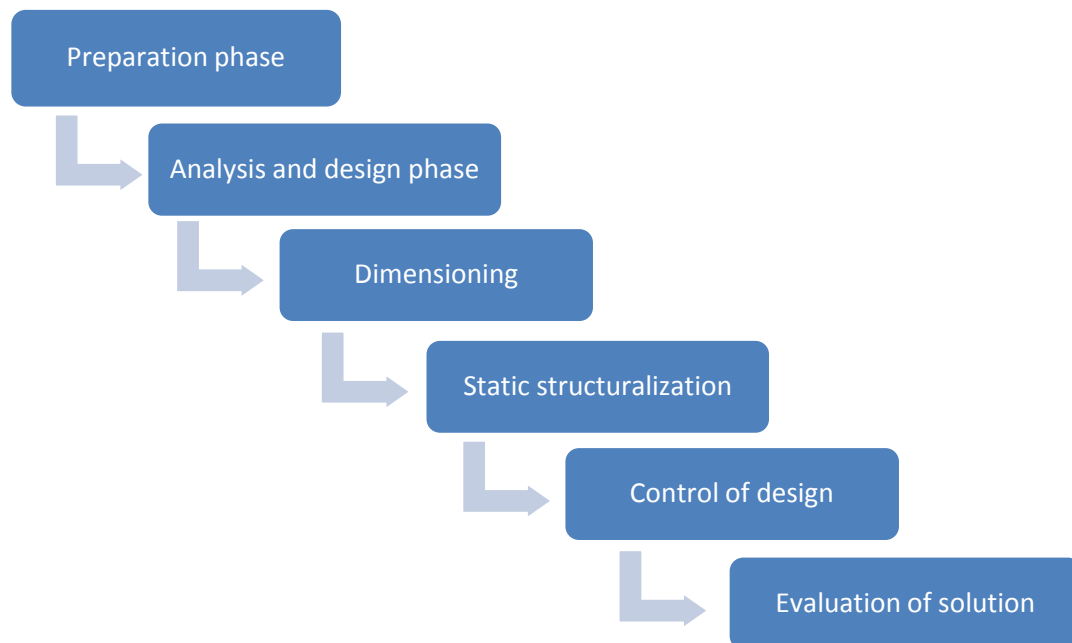 Preparation phase
Analysis and design phase
Dimensioning
Static structuralization
Control of design
Evaluation of solution